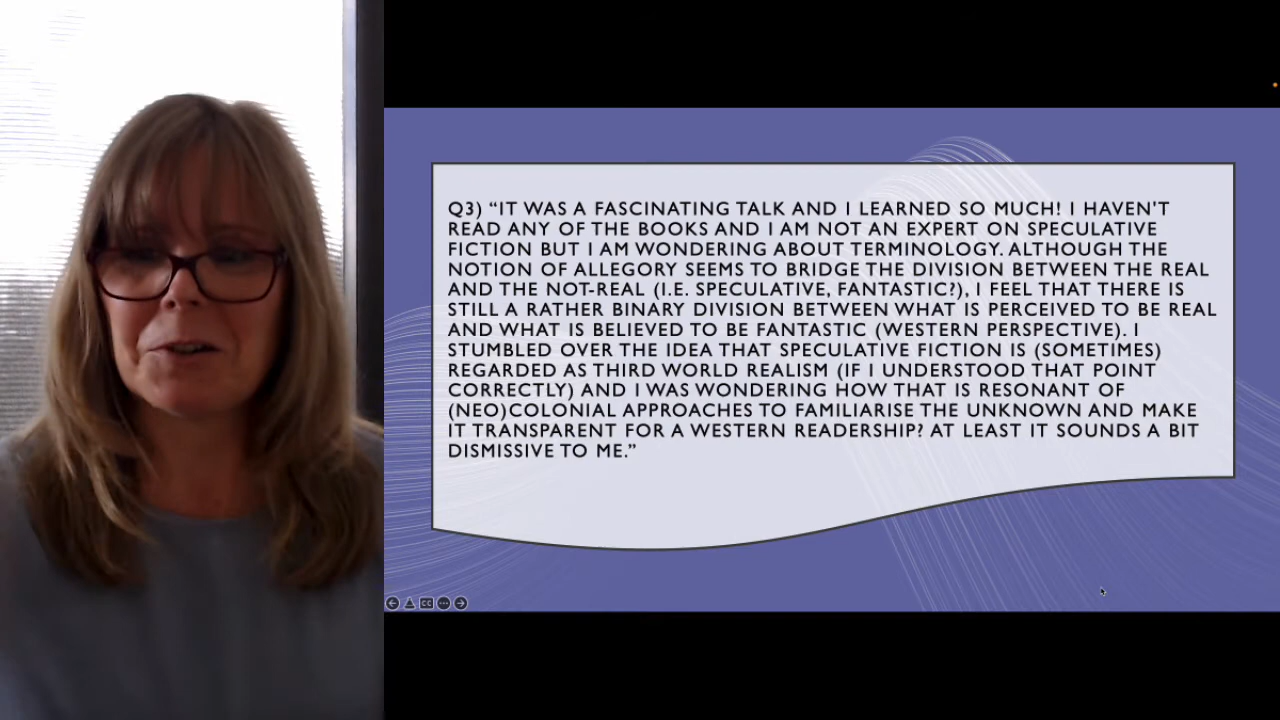 Q3) “IT WAS A FASCINATING TALK AND I LEARNED SO MUCH! I HAVEN'T
READ ANY OF THE BOOKS AND I AM NOT AN EXPERT ON SPECULATIVE
FICTION BUT I AM WONDERING ABOUT TERMINOLOGY. ALTHOUGH THE
NOTION OF ALLEGORY SEEMS TO BRIDGE THE DIVISION BETWEEN THE REAL
AND THE NOT-REAL (I.E. SPECULATIVE, FANTASTIC?), I FEEL THAT THERE IS
STILL A RATHER BINARY DIVISION BETWEEN WHAT IS PERCEIVED TO BE REAL
AND WHAT IS BELIEVED TO BE FANTASTIC (WESTERN PERSPECTIVE). I
STUMBLED OVER THE IDEA THAT SPECULATIVE FICTION IS (SOMETIMES)
REGARDED AS THIRD WORLD REALISM (IF I UNDERSTOOD THAT POINT
CORRECTLY) AND I WAS WONDERING HOW THAT IS RESONANT OF
(NEO)COLONIAL APPROACHES TO FAMILIARISE THE UNKNOWN AND MAKE
IT TRANSPARENT FOR A WESTERN READERSHIP? AT LEAST IT SOUNDS A BIT
DISMISSIVE TO ME.”
CC